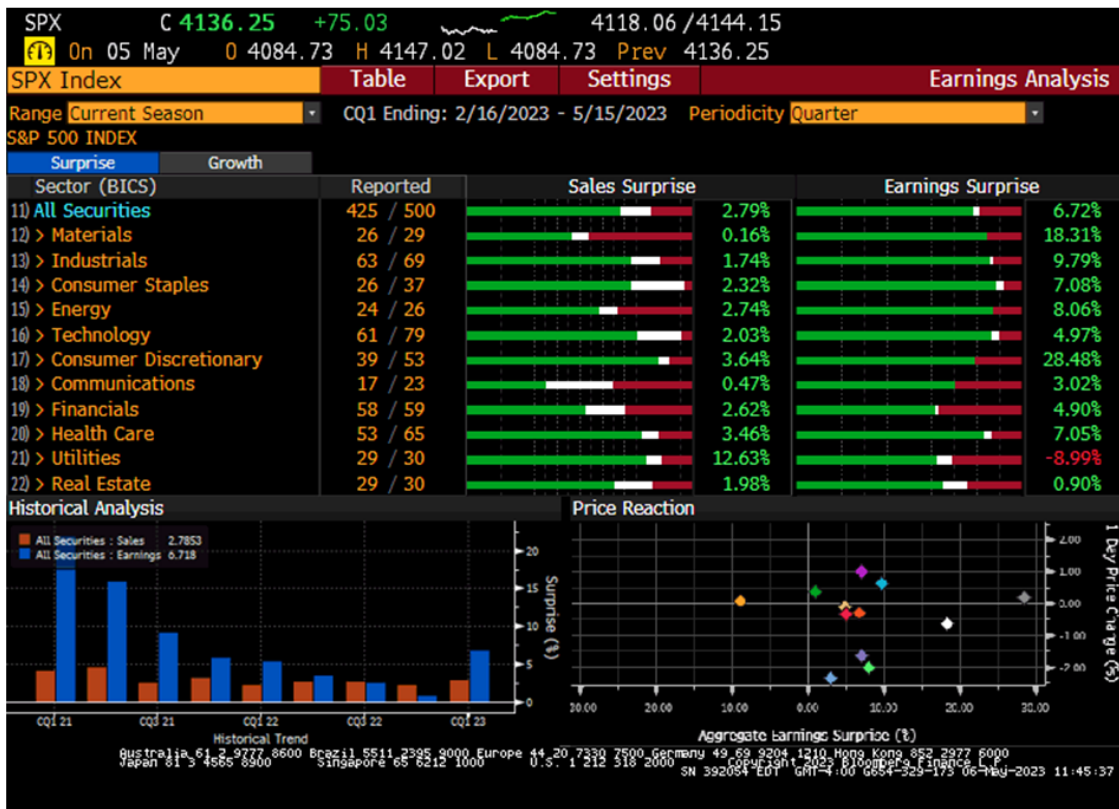 SPX C 4136.25 +75.03 4118.06/4144.15
On 05 May O 4084.73 H 4147.02 L 4084.73 Prev 4136.25
SPX Index Table Export Settings Earnings Analysis
Range Current Season CQ1 Ending: 2/16/2023 - 5/15/2023 Periodicity Quarter
S&P 500 INDEX
Surprise Growth
Sector (BICS) Reported Sales Surprise Earnings Surprise
11) All Securities 425 / 500 2.79% 6.72%
12) > Materials 26 / 29 0.16% 18.31%
13) > Industrials 63 / 69 1.74% 9.79%
14) > Consumer Staples 26 / 37 2.32% 7.08%
15) > Energy 24 / 26 2.74% 8.06%
16) > Technology 61 / 79 2.03% 4.97%
17) > Consumer Discretionary 39 / 53 3.64% 28.48%
18) > Communications 17 / 23 0.47% 3.02%
19) > Financials 58 / 59 2.62% 4.90%
20) > Health Care 53 / 65 3.46% 7.05%
21) > Utilities 29 / 30 12.63% -8.99%
22) > Real Estate 29 / 30 1.98% 0.90%
Historical Analysis Price Reaction
All Securities : Sales 2.7853
All Securities : Earnings 6.718
20
15
10
5
0
Surprise (%)
CQ1 21 CQ3 21 CQ1 22 CQ3 22 CQ1 23
Historical Trend
2.00
1.00
0.00
-1.00
-2.00
1 Day Price Change (%)
30.00 20.00 10.00 0.00 10.00 20.00 30.00
Aggregate Earnings Surprise (%)
Australia 61 2 9777 8600 Brazil 5511 2395 9000 Europe 44 20 7330 7500 Germany 49 69 9204 1210 Hong Kong 852 2977 6000
Japan 81 3 4565 8900 Singapore 65 6212 1000 U.S. 1 212 318 2000 Copyright 2023 Bloomberg Finance L.P.
SN 392054 EDT GMT-4:00 G654-329-173 06-May-2023 11:45:37